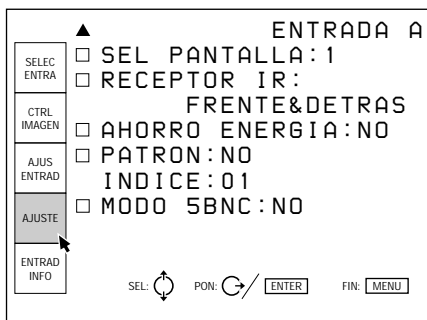 ENTRADA A
SELEC
ENTRA
CTRL
IMAGEN
AJUS
ENTRAD
AJUSTE
ENTRAD
INFO
SEL PANTALLA:1
RECEPTOR IR:
FRENTE&DETRAS
AHORRO ENERGIA:NO
PATRON:NO
INDICE:01
MODO 5BNC:NO
SEL: PON: / ENTER FIN: MENU